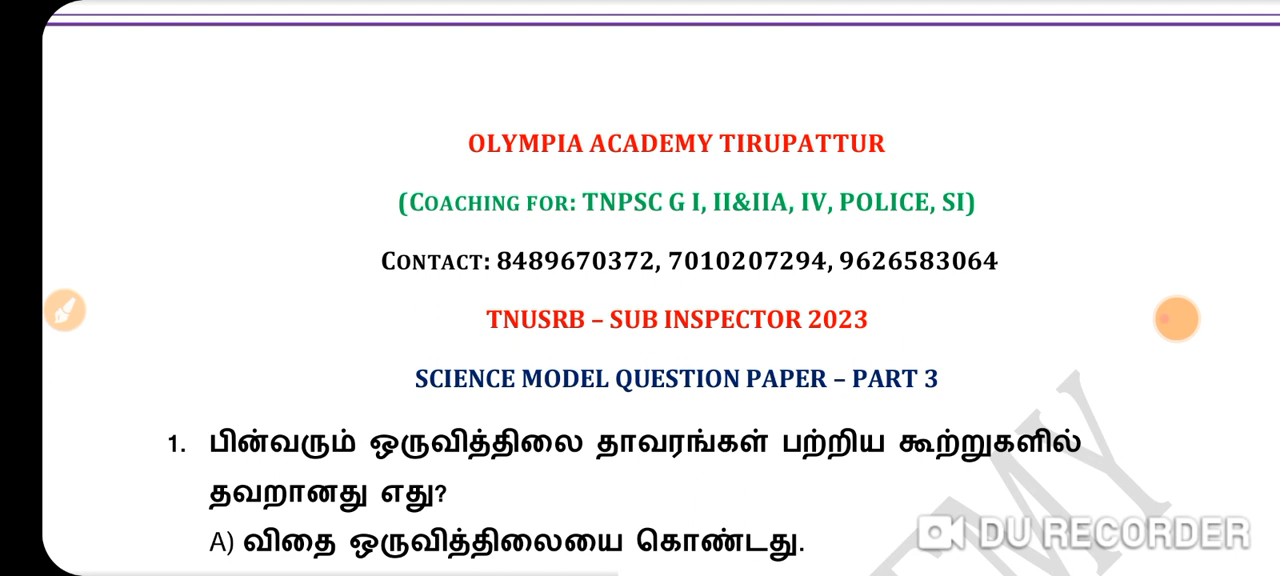 OLYMPIA ACADEMY TIRUPATTUR
(COACHING FOR: TNPSC G I, II&IIA, IV, POLICE, SI)
CONTACT: 8489670372, 7010207294, 9626583064
TNUSRB – SUB INSPECTOR 2023
SCIENCE MODEL QUESTION PAPER – PART 3
1. பின்வரும் ஒருவித்திலை தாவரங்கள் பற்றிய கூற்றுகளில்
தவறானது எது?
A) விதை ஒருவித்திலையை கொண்டது.
DU RECORDER